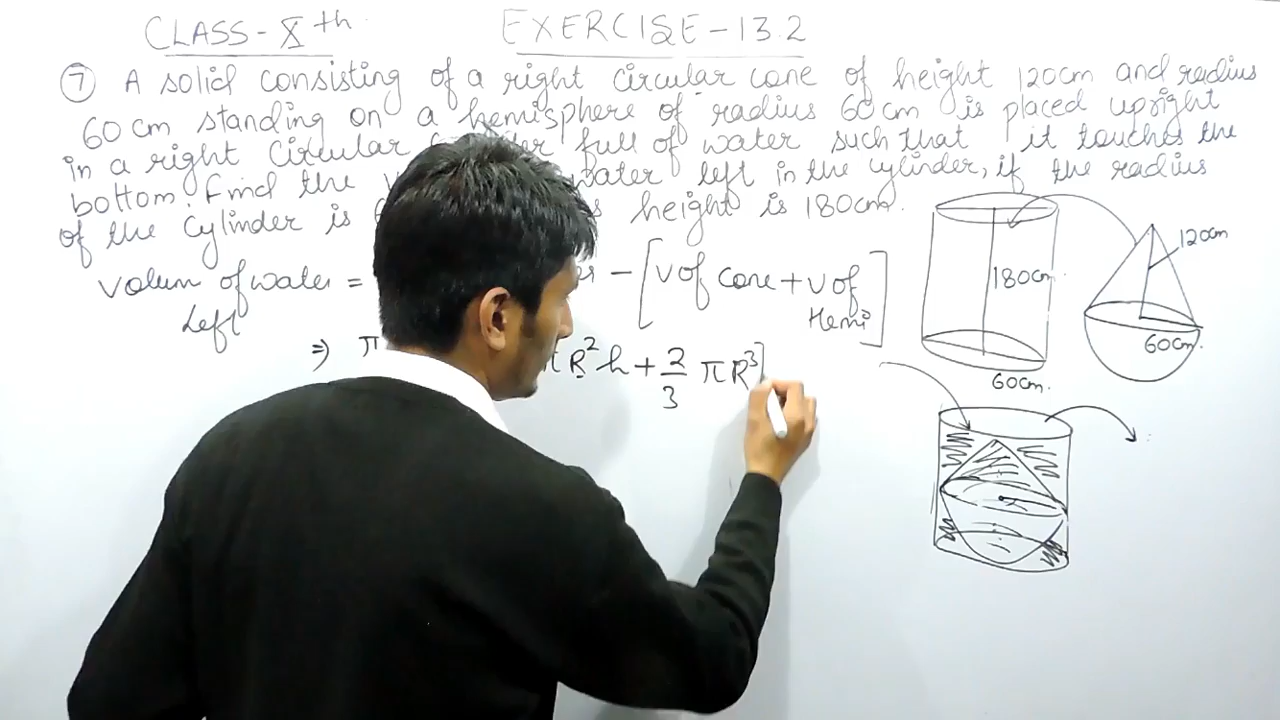 CLASS-Xth
EXERCISE-13.2
7 A solid consisting of a right circular cone of height 120cm and radius
60 cm standing on a hemisphere of radius 60 cm is placed upright
in a right circular full of water such that it touches the
bottom. Find the water left in the cylinder, if the radius
of the cylinder is height is 180cm.
Volum of water = - [V of cone + V of
Left Hemi]
⇒ π R²h + 2/3 πR³]
180cm
60cm.
120cm
60cm.